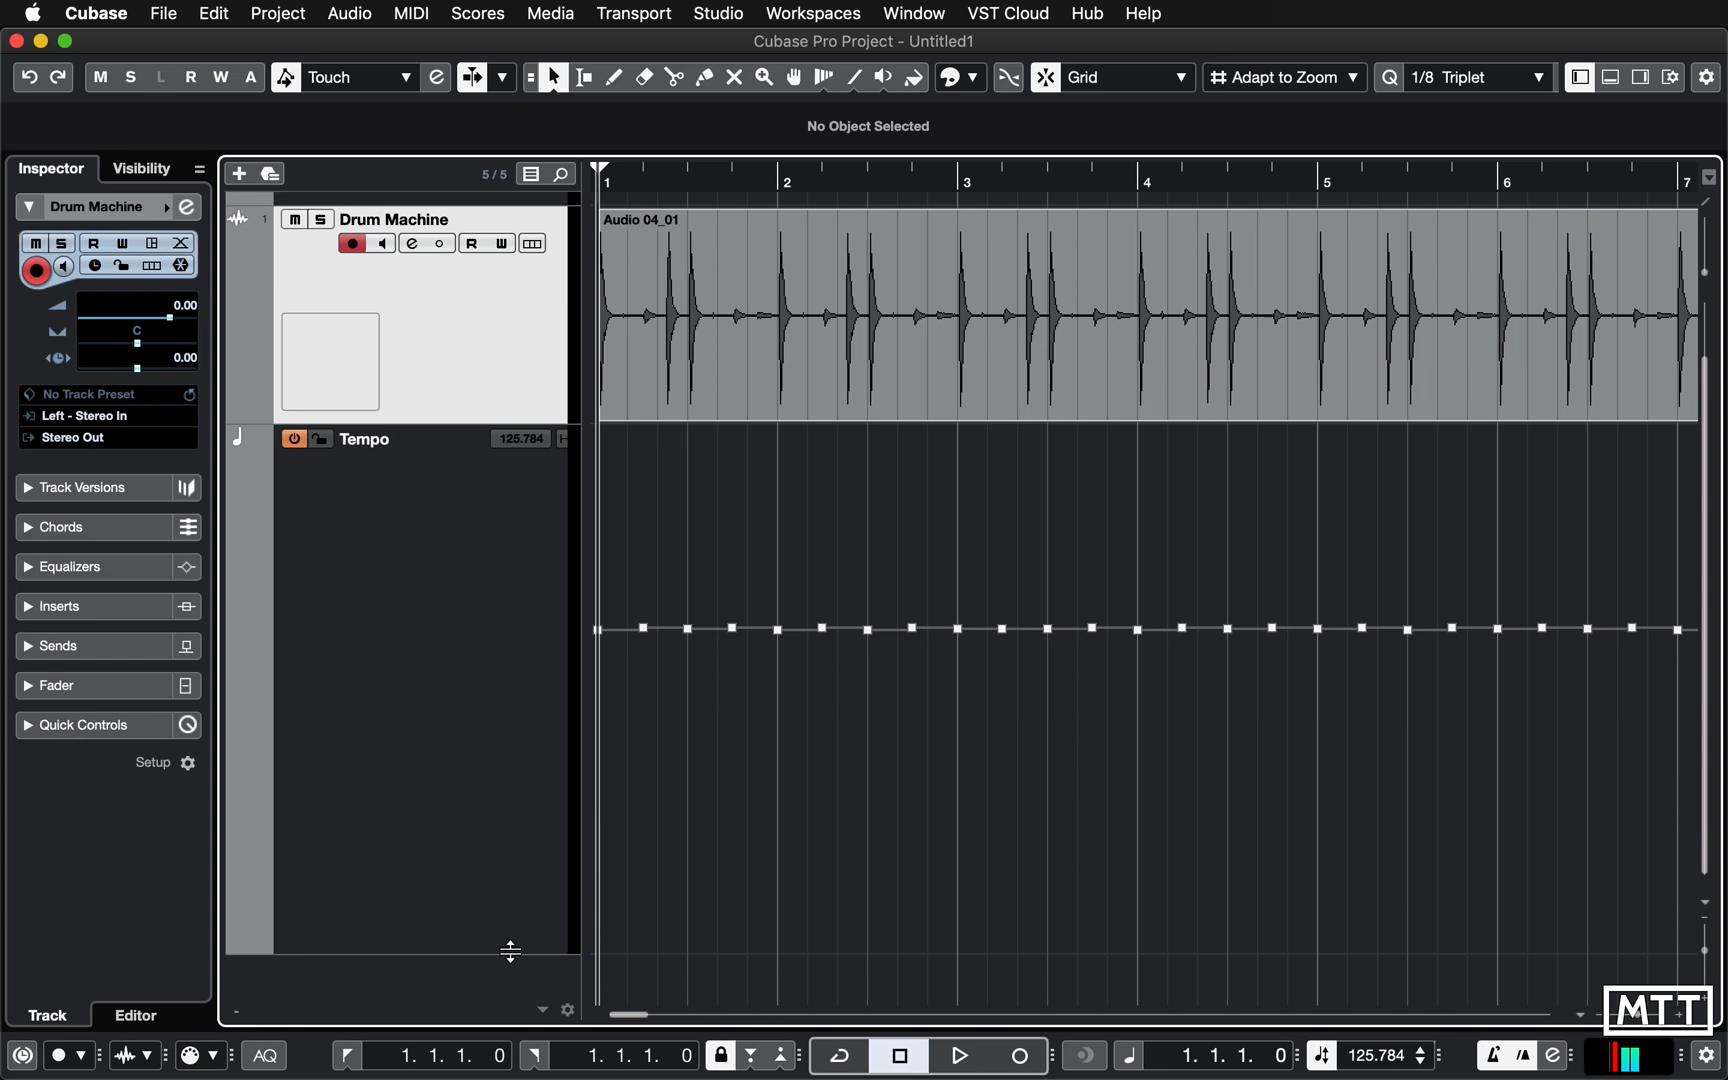 Cubase File Edit Project Audio MIDI Scores Media Transport Studio Workspaces Window VST Cloud Hub Help
Cubase Pro Project - Untitled1
M S L R W A Touch e Grid Adapt to Zoom Q 1/8 Triplet
No Object Selected
Inspector Visibility 5 / 5
1 2 3 4 5 6 7
Drum Machine e
1 m S Drum Machine
Audio 04_01
m S R W
e R W
0.00
C
0.00
No Track Preset
Left - Stereo In
Stereo Out
Tempo 125.784
Track Versions
Chords
Equalizers
Inserts
Sends
Fader
Quick Controls
Setup
Track Editor
MTT
AQ 1. 1. 1. 0 1. 1. 1. 0 1. 1. 1. 0 125.784 e